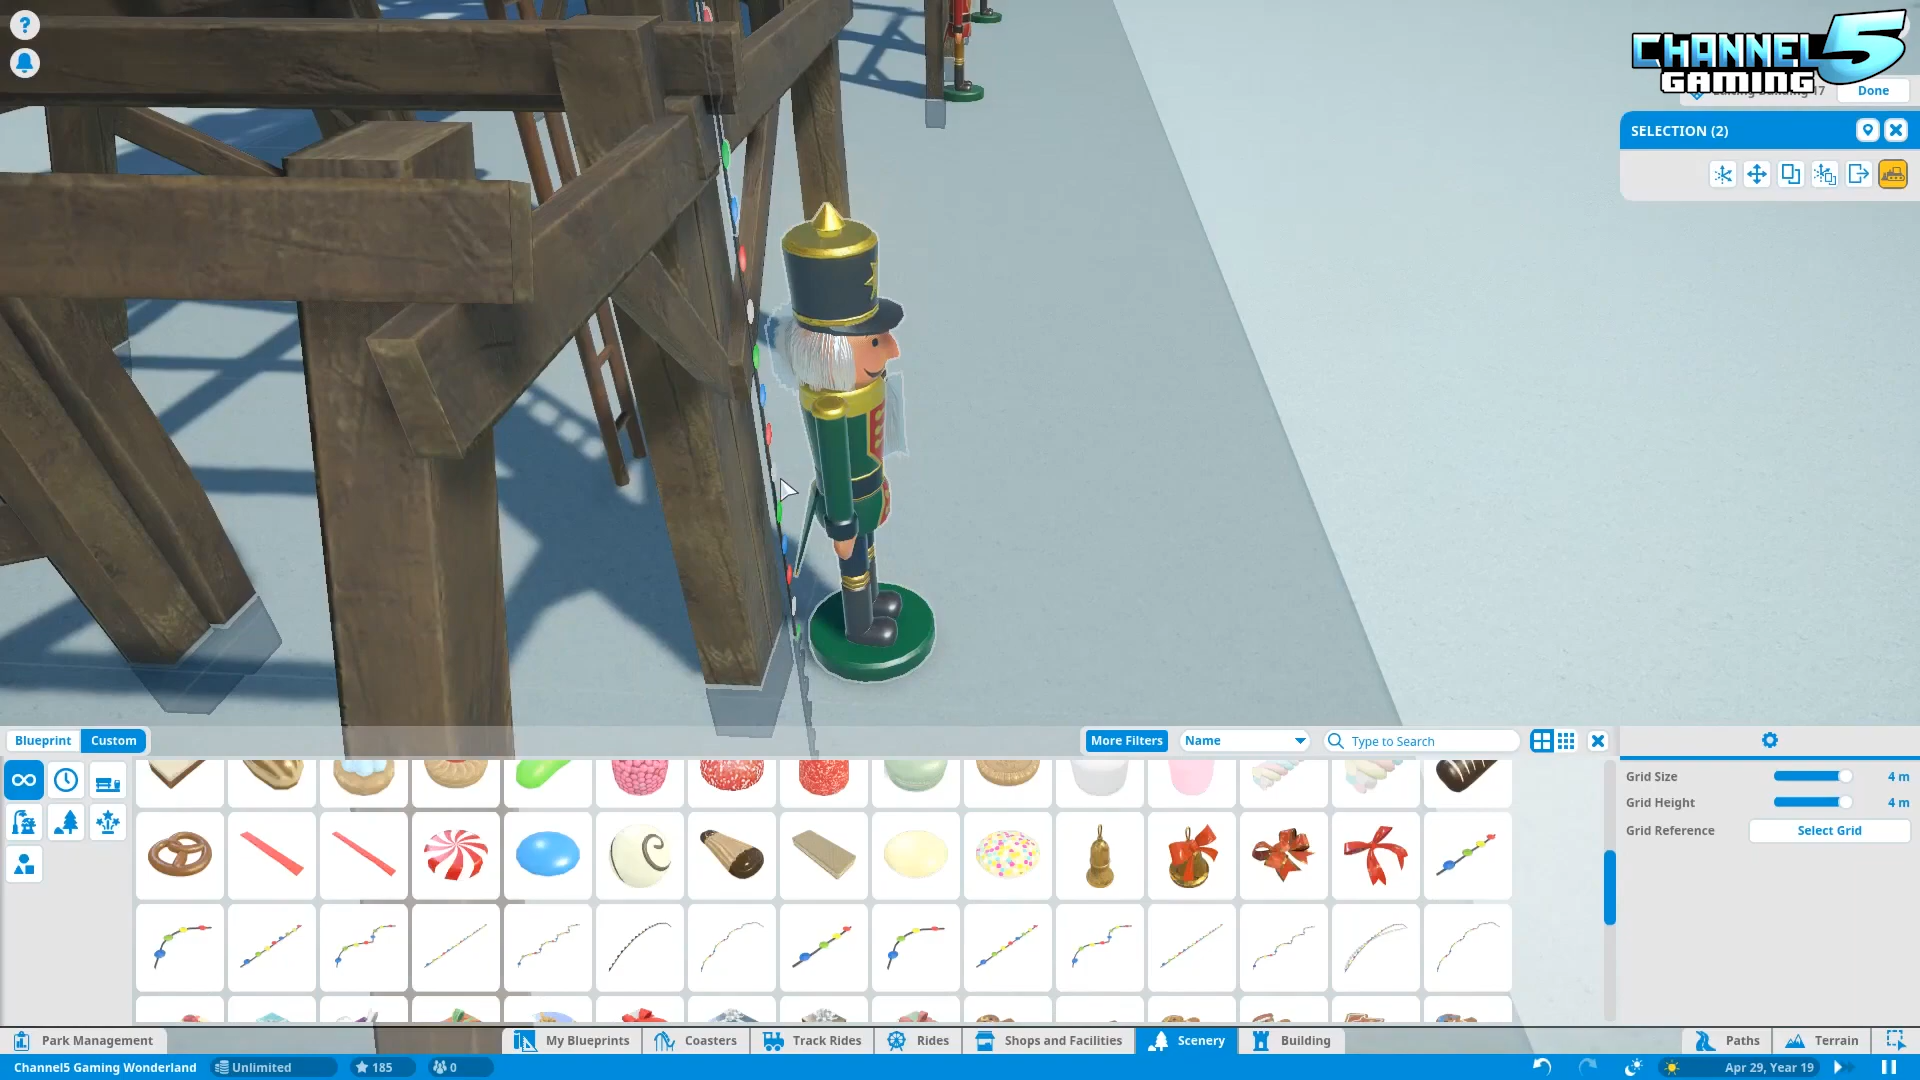 CHANNEL 5
GAMING
17
Done
SELECTION (2)
Blueprint
Custom
More Filters
Name
Type to Search
Grid Size
4 m
Grid Height
4 m
Grid Reference
Select Grid
Park Management
My Blueprints
Coasters
Track Rides
Rides
Shops and Facilities
Scenery
Building
Paths
Terrain
Channel5 Gaming Wonderland
Unlimited
185
0
Apr 29, Year 19